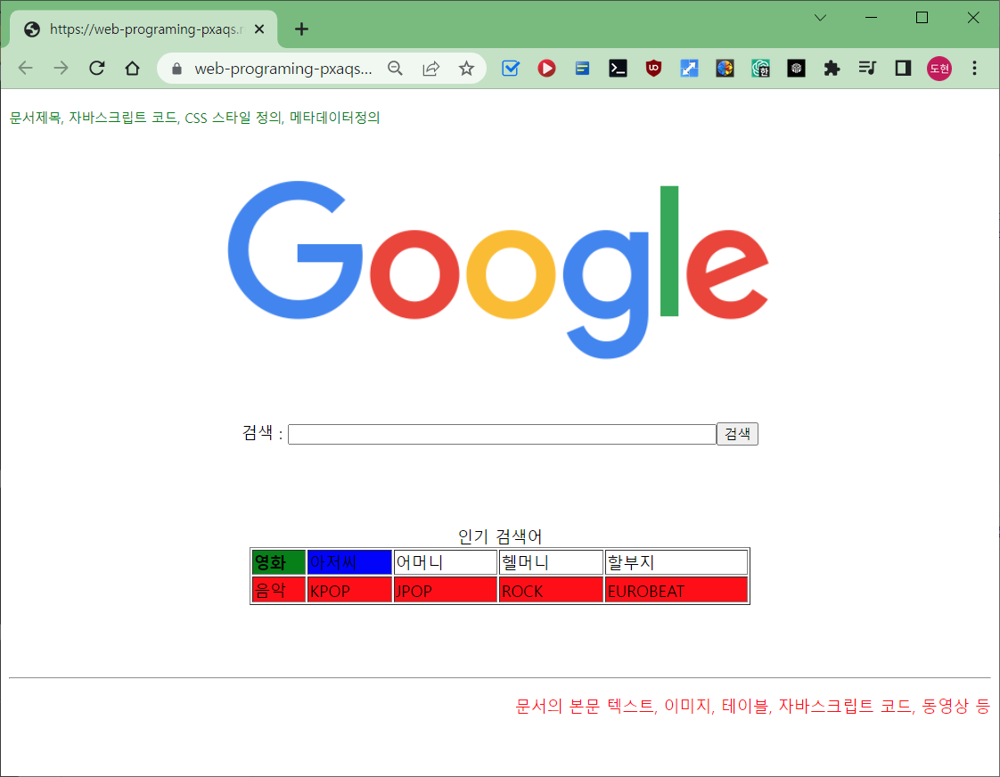 https://web-programing-pxaqs.r
web-programing-pxaqs...
도현
문서제목, 자바스크립트 코드, CSS 스타일 정의, 메타데이터정의
Google
검색 : 검색
인기 검색어
영화 아저씨 어머니 헬머니 할부지
음악 KPOP JPOP ROCK EUROBEAT
문서의 본문 텍스트, 이미지, 테이블, 자바스크립트 코드, 동영상 등